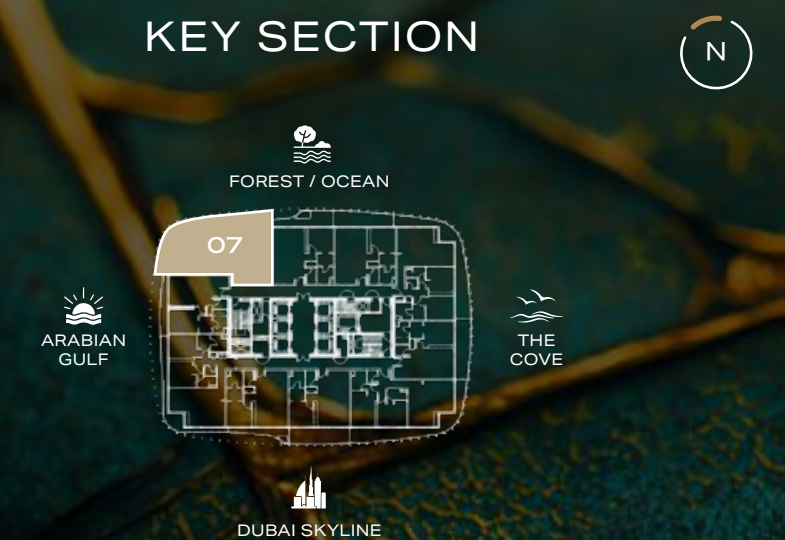 KEY SECTION
N
FOREST / OCEAN
07
ARABIAN
GULF
THE
COVE
DUBAI SKYLINE